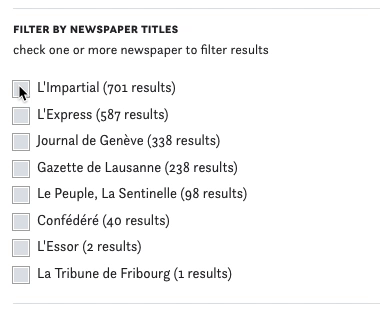 FILTER BY NEWSPAPER TITLES
check one or more newspaper to filter results
L'Impartial (701 results)
L'Express (587 results)
Journal de Genève (338 results)
Gazette de Lausanne (238 results)
Le Peuple, La Sentinelle (98 results)
Confédéré (40 results)
L'Essor (2 results)
La Tribune de Fribourg (1 results)